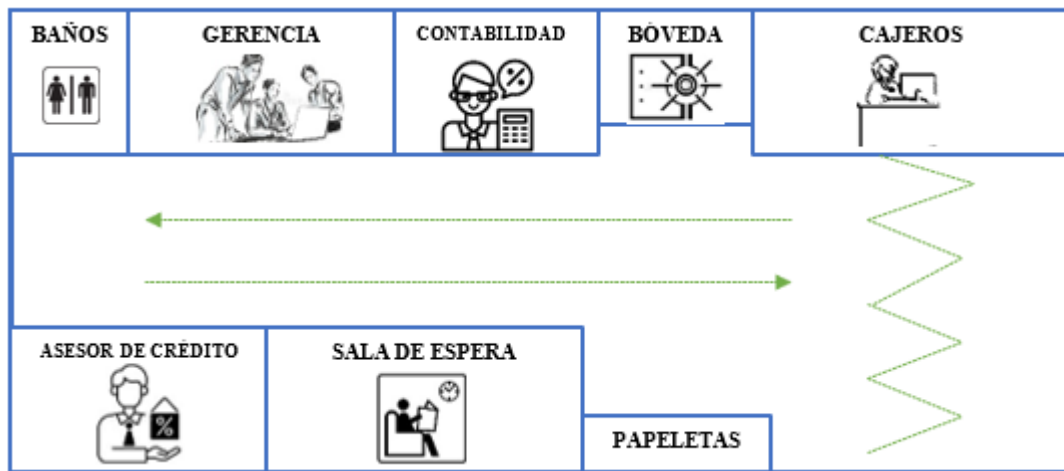 BAÑOS
GERENCIA
CONTABILIDAD
BÓVEDA
CAJEROS
%
%
ASESOR DE CRÉDITO
SALA DE ESPERA
PAPELETAS